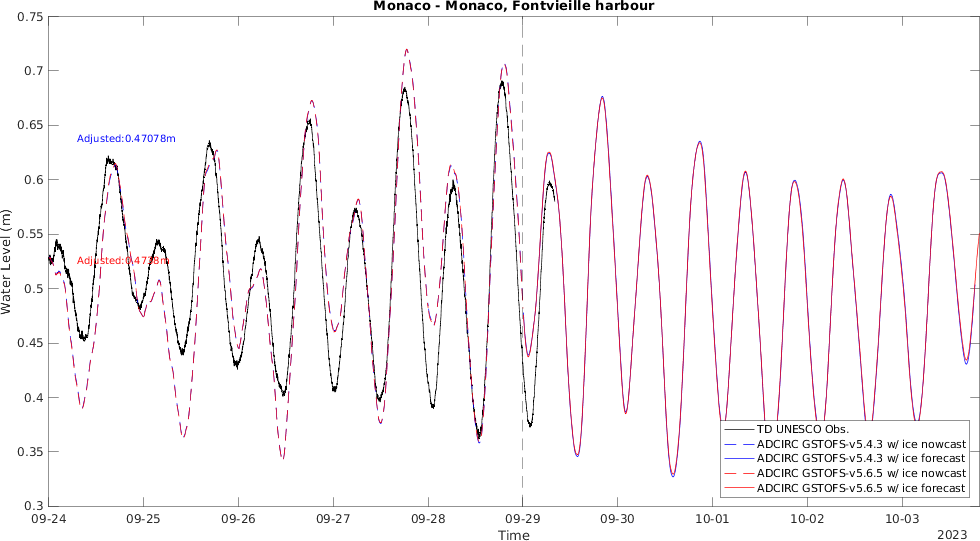 Monaco - Monaco, Fontvieille harbour
0.75
0.7
0.65
0.6
0.55
0.5
0.45
0.4
0.35
0.3
Water Level (m)
Adjusted:0.47078m
Adjusted:0.4738m
TD UNESCO Obs.
ADCIRC GSTOFS-v5.4.3 w/ ice nowcast
ADCIRC GSTOFS-v5.4.3 w/ ice forecast
ADCIRC GSTOFS-v5.6.5 w/ ice nowcast
ADCIRC GSTOFS-v5.6.5 w/ ice forecast
09-24 09-25 09-26 09-27 09-28 09-29 09-30 10-01 10-02 10-03
Time
2023